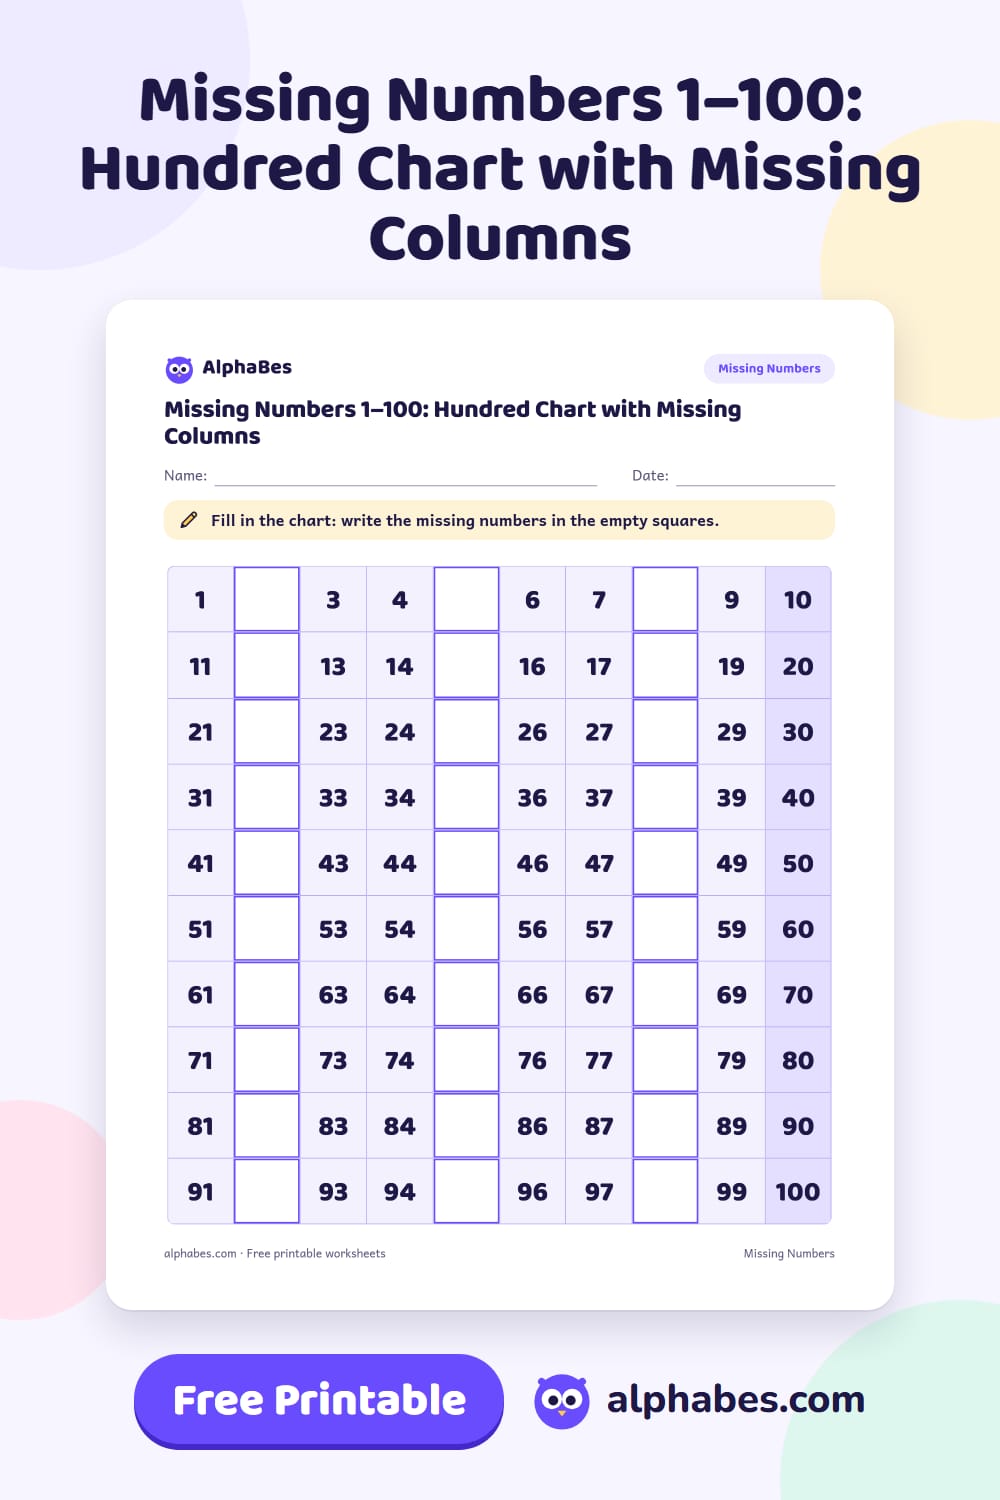 Missing Numbers 1–100:
Hundred Chart with Missing
Columns
AlphaBes
Missing Numbers
Missing Numbers 1–100: Hundred Chart with Missing
Columns
Name:
Date:
Fill in the chart: write the missing numbers in the empty squares.
1 3 4 6 7 9 10
11 13 14 16 17 19 20
21 23 24 26 27 29 30
31 33 34 36 37 39 40
41 43 44 46 47 49 50
51 53 54 56 57 59 60
61 63 64 66 67 69 70
71 73 74 76 77 79 80
81 83 84 86 87 89 90
91 93 94 96 97 99 100
alphabes.com · Free printable worksheets
Missing Numbers
Free Printable
alphabes.com